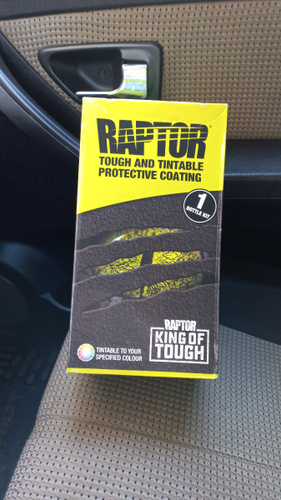 RAPTOR
TOUGH AND TINTABLE
PROTECTIVE COATING
1
BOTTLE KIT
RAPTOR
KING OF
TOUGH
TINTABLE TO YOUR
SPECIFIED COLOUR